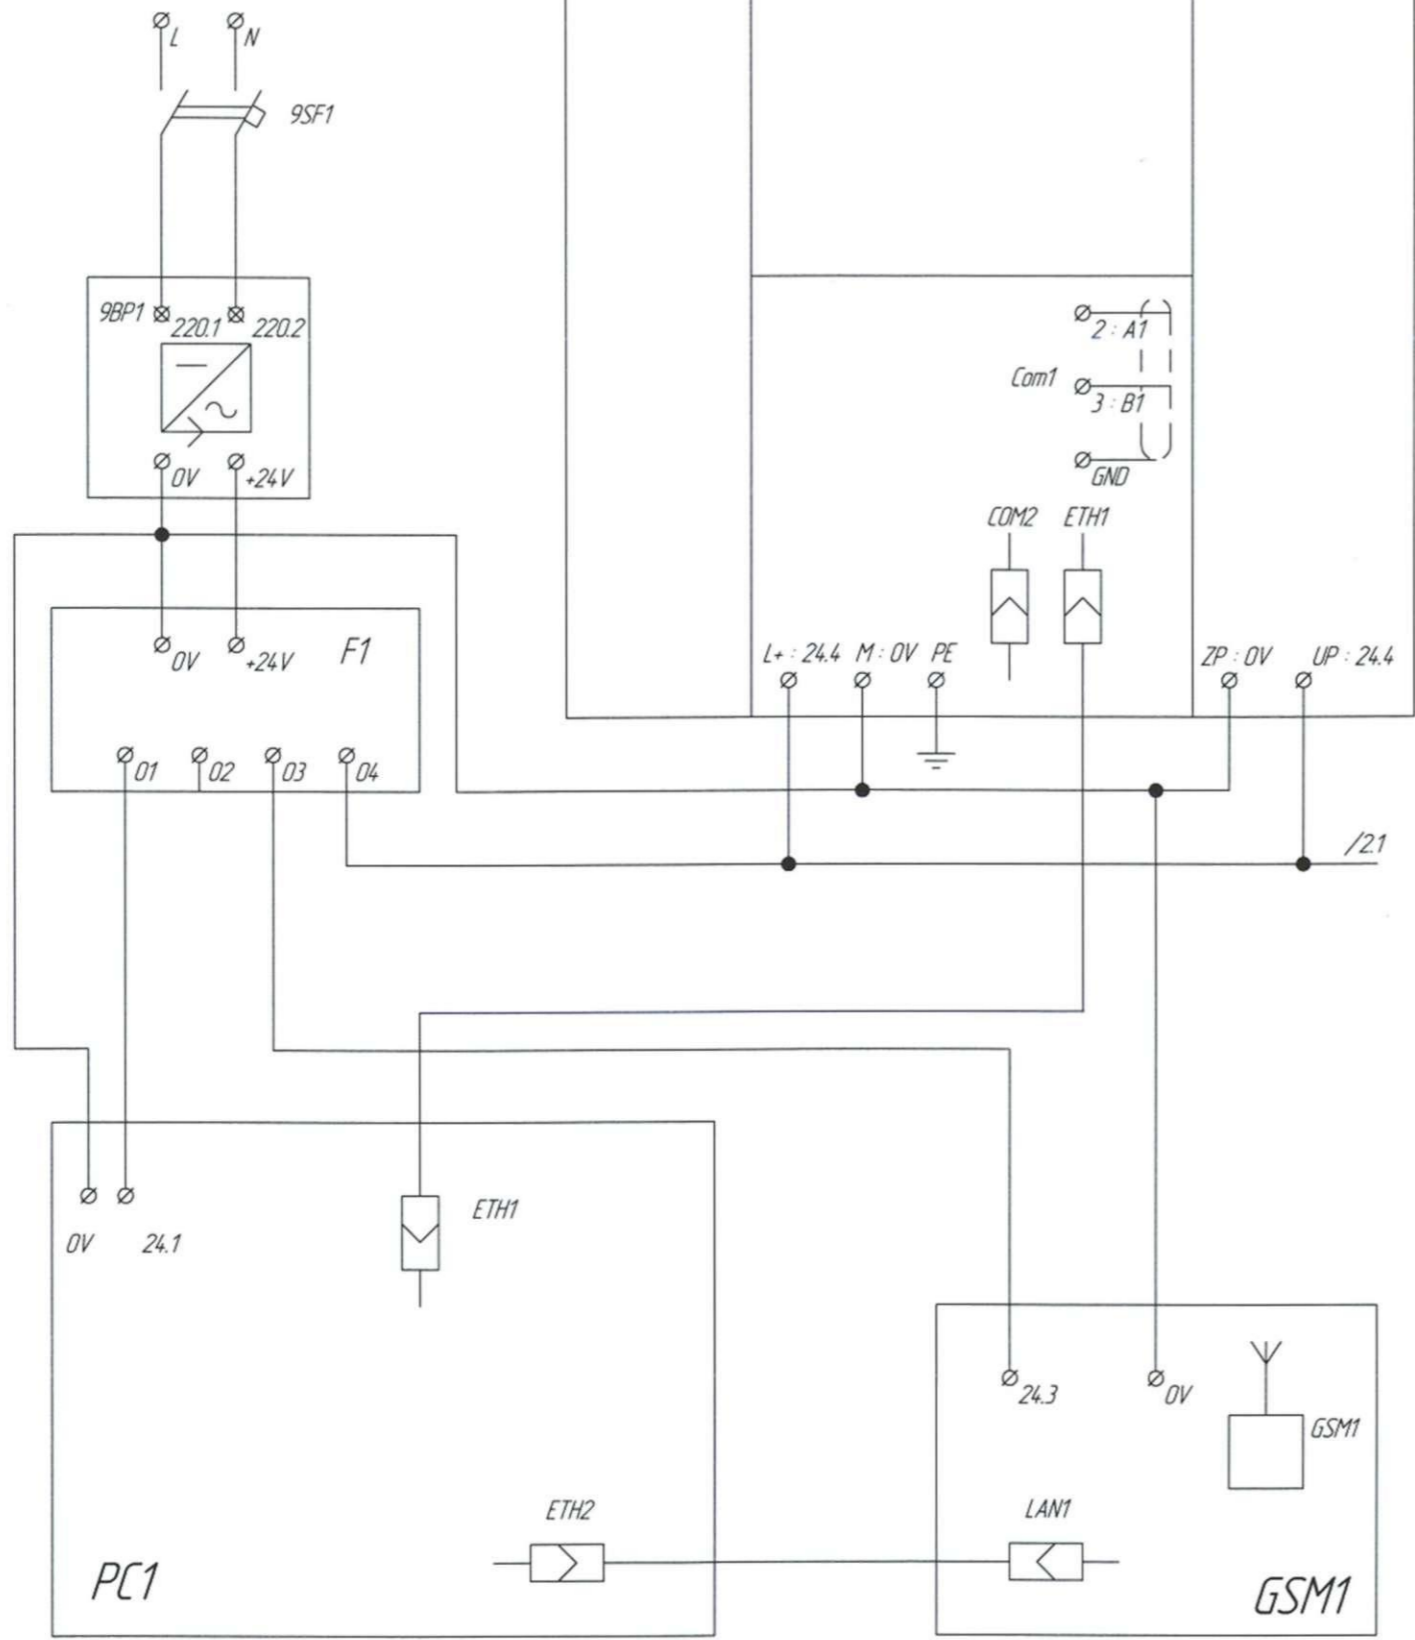 L N
9SF1
9BP1 220.1 220.2
2 : A1
Com1
3 : B1
GND
0V +24V
COM2 ETH1
0V +24V F1
L+ : 24.4 M : 0V PE
ZP : 0V UP : 24.4
01 02 03 04
/2.1
ETH1
0V 24.1
24.3 0V
GSM1
ETH2
LAN1
PC1
GSM1